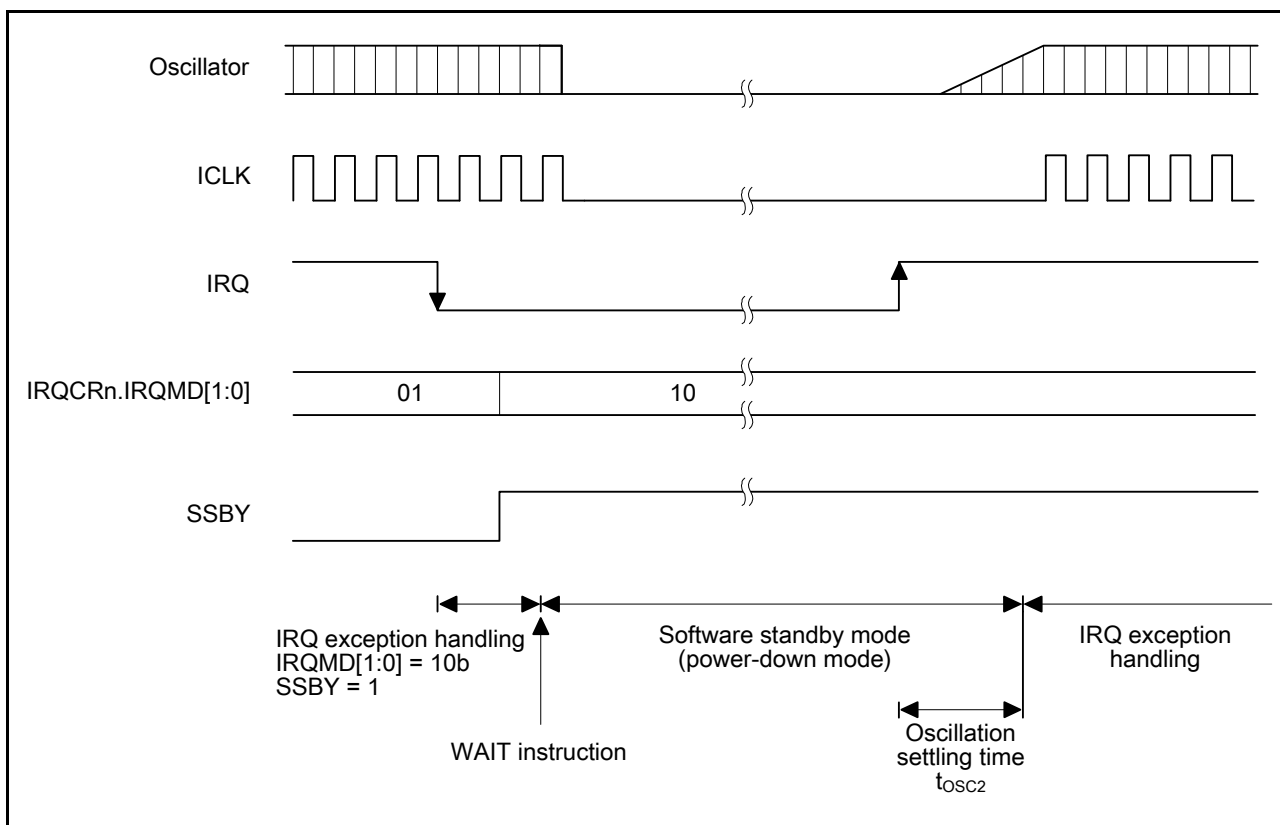 Oscillator
ICLK
IRQ
IRQCRn.IRQMD[1:0]
01
10
SSBY
IRQ exception handling
IRQMD[1:0] = 10b
SSBY = 1
WAIT instruction
Software standby mode
(power-down mode)
Oscillation
settling time
tOSC2
IRQ exception
handling